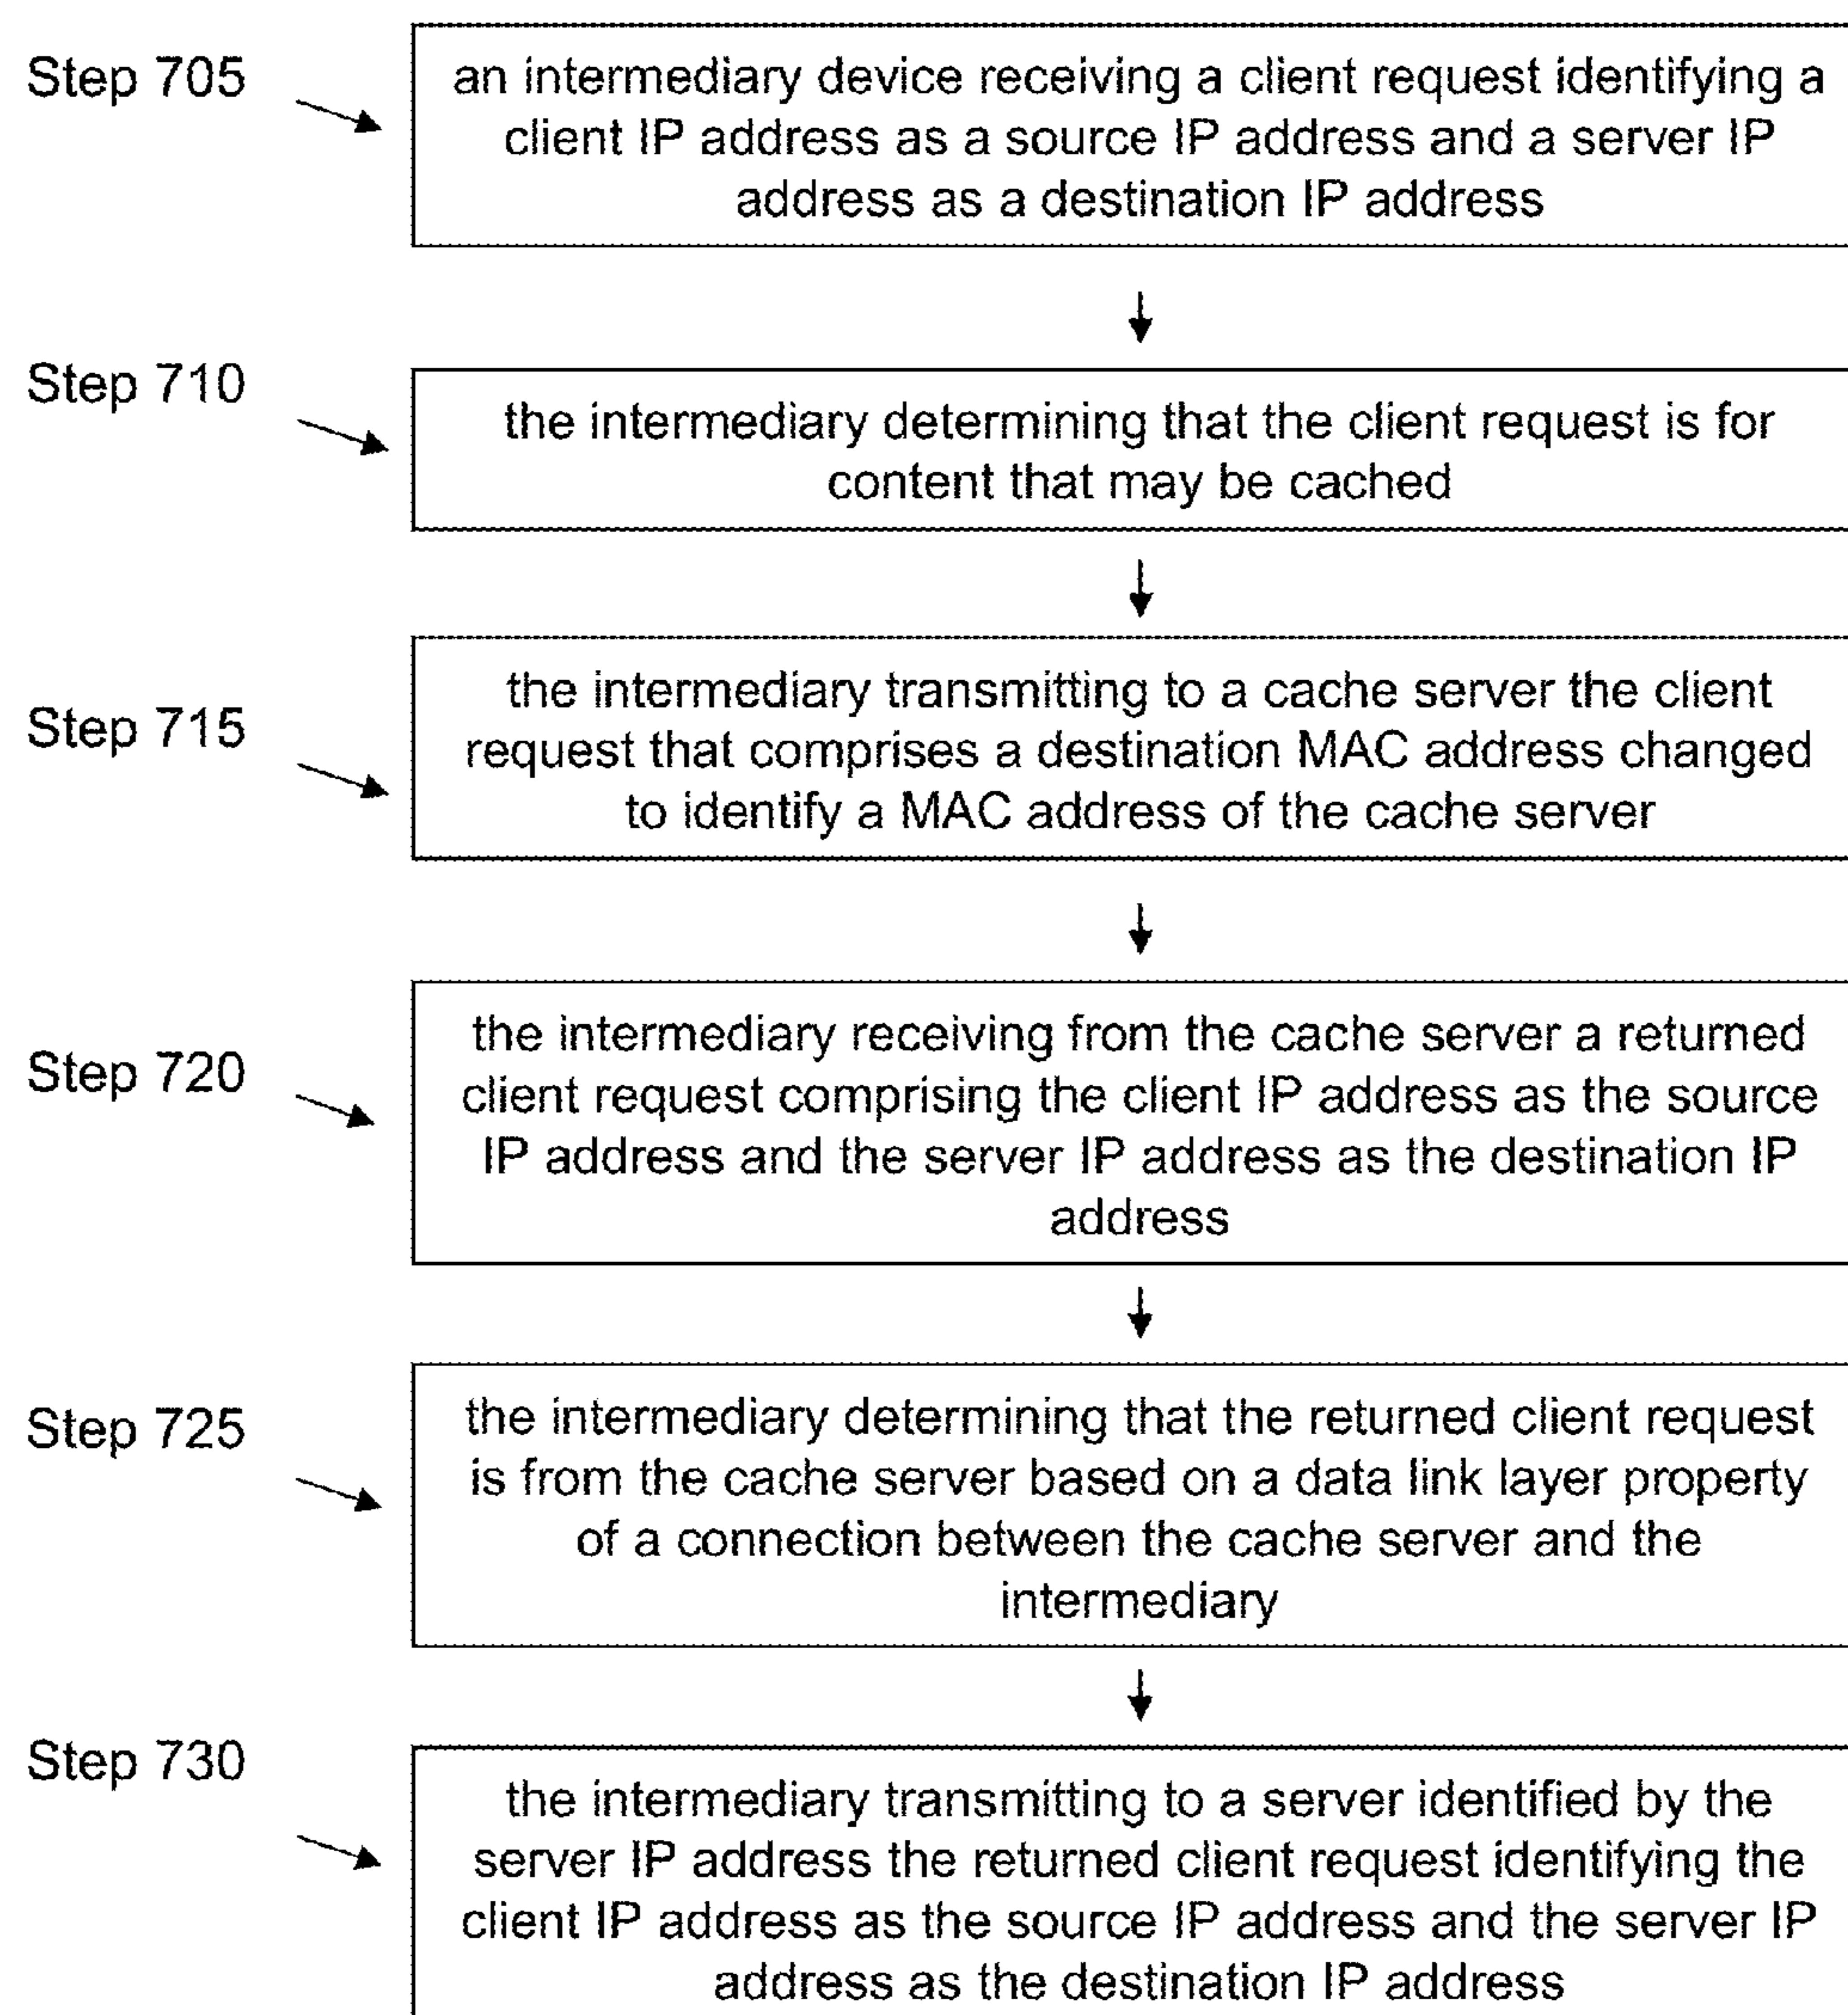 Step 705
an intermediary device receiving a client request identifying a
client IP address as a source IP address and a server IP
address as a destination IP address
Step 710
the intermediary determining that the client request is for
content that may be cached
Step 715
the intermediary transmitting to a cache server the client
request that comprises a destination MAC address changed
to identify a MAC address of the cache server
Step 720
the intermediary receiving from the cache server a returned
client request comprising the client IP address as the source
IP address and the server IP address as the destination IP
address
Step 725
the intermediary determining that the returned client request
is from the cache server based on a data link layer property
of a connection between the cache server and the
intermediary
Step 730
the intermediary transmitting to a server identified by the
server IP address the returned client request identifying the
client IP address as the source IP address and the server IP
address as the destination IP address